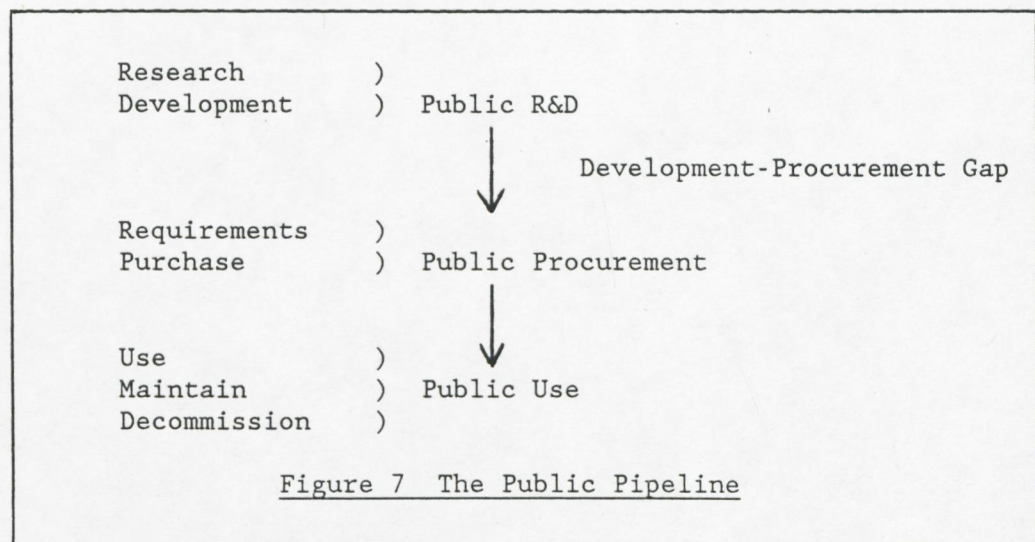 Research )
Development ) Public R&D
Development-Procurement Gap
Requirements )
Purchase ) Public Procurement
Use )
Maintain ) Public Use
Decommission )
Figure 7 The Public Pipeline